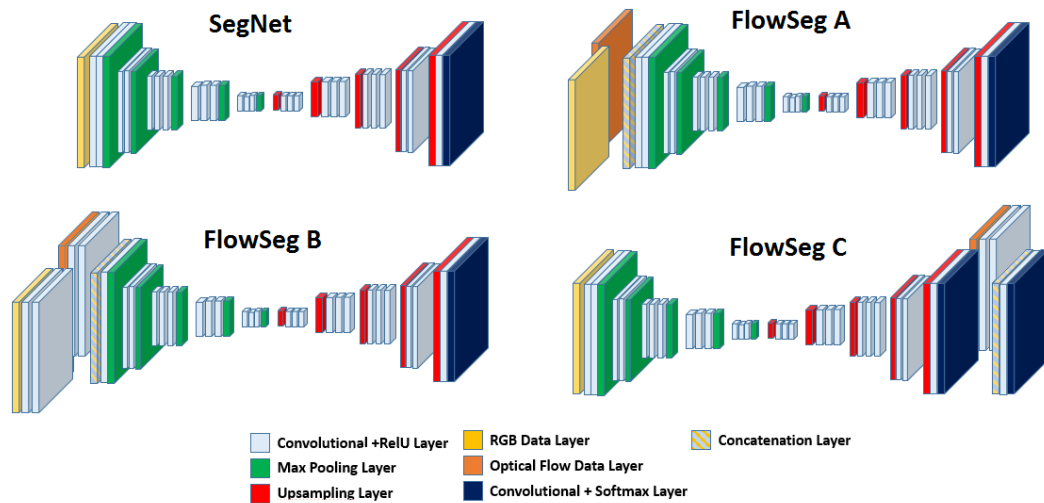 SegNet
FlowSeg A
FlowSeg B
FlowSeg C
Convolutional +RelU Layer
RGB Data Layer
Concatenation Layer
Max Pooling Layer
Optical Flow Data Layer
Upsampling Layer
Convolutional + Softmax Layer